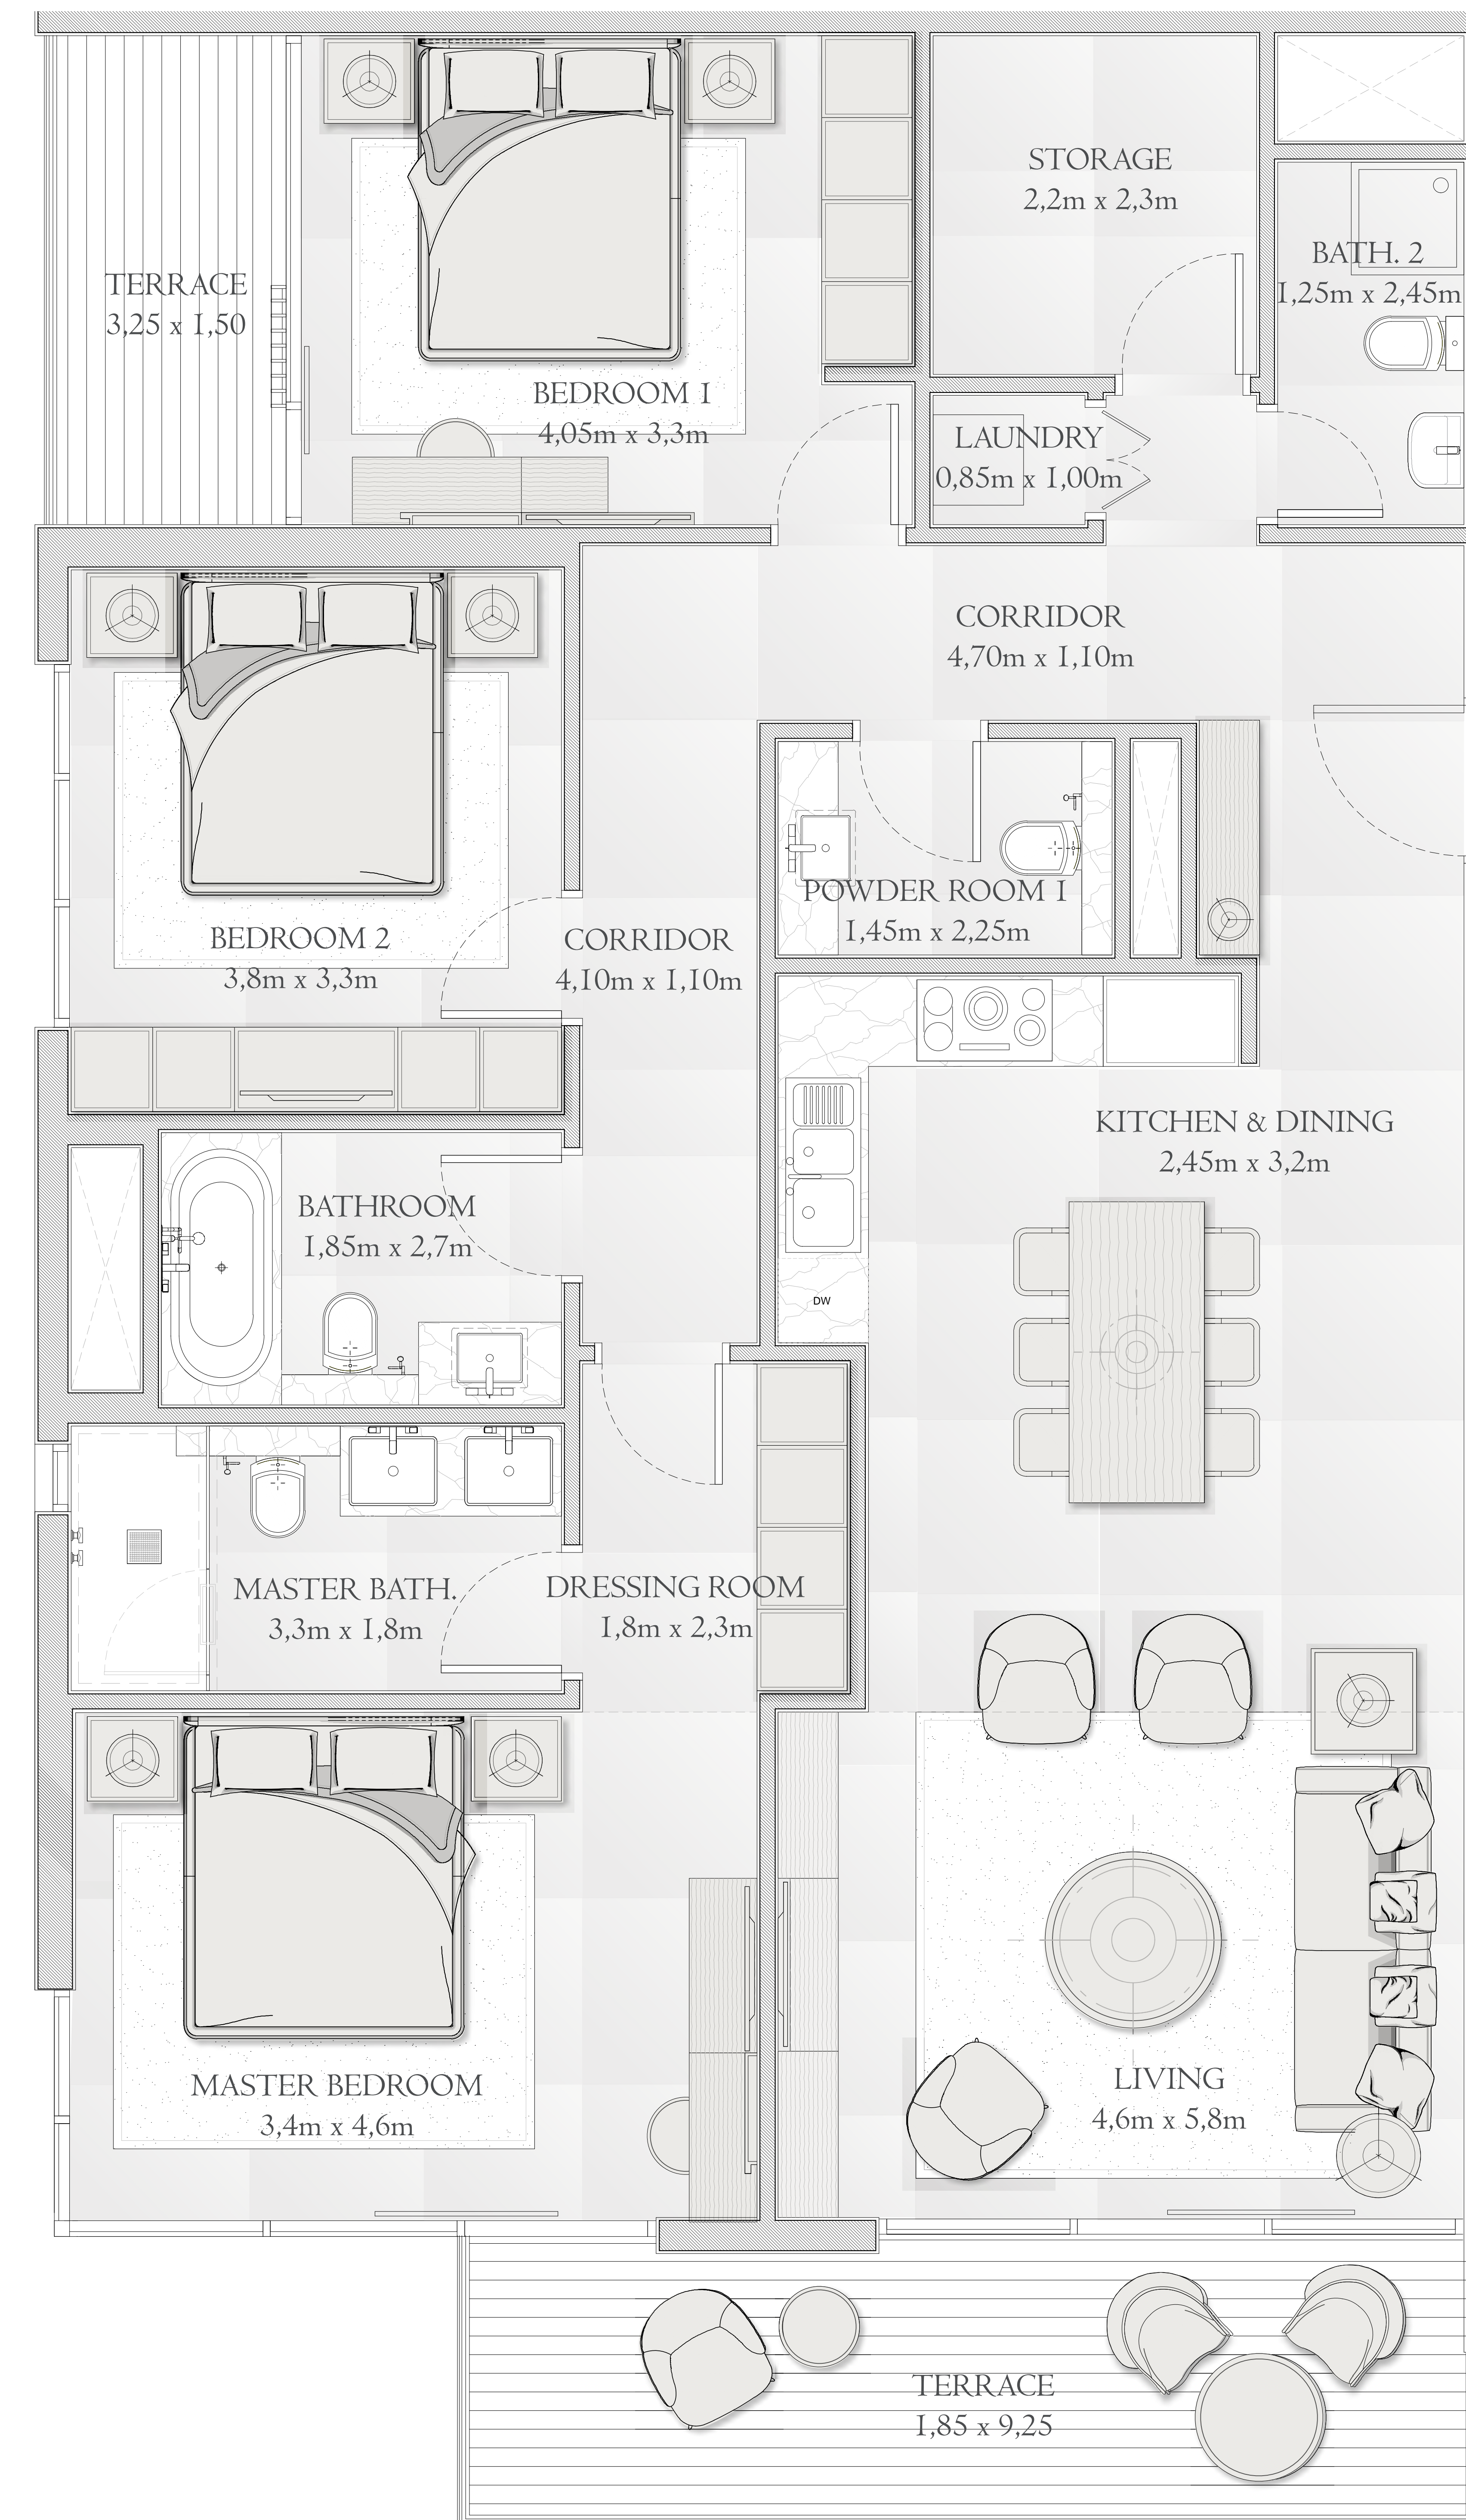 STORAGE
2,2m x 2,3m
BATH. 2
1,25m x 2,45m
TERRACE
3,25 x 1,50
BEDROOM 1
4,05m x 3,3m
LAUNDRY
0,85m x 1,00m
CORRIDOR
4,70m x 1,10m
POWDER ROOM 1
1,45m x 2,25m
BEDROOM 2
3,8m x 3,3m
CORRIDOR
4,10m x 1,10m
KITCHEN & DINING
2,45m x 3,2m
BATHROOM
1,85m x 2,7m
DW
MASTER BATH.
3,3m x 1,8m
DRESSING ROOM
1,8m x 2,3m
MASTER BEDROOM
3,4m x 4,6m
LIVING
4,6m x 5,8m
TERRACE
1,85 x 9,25